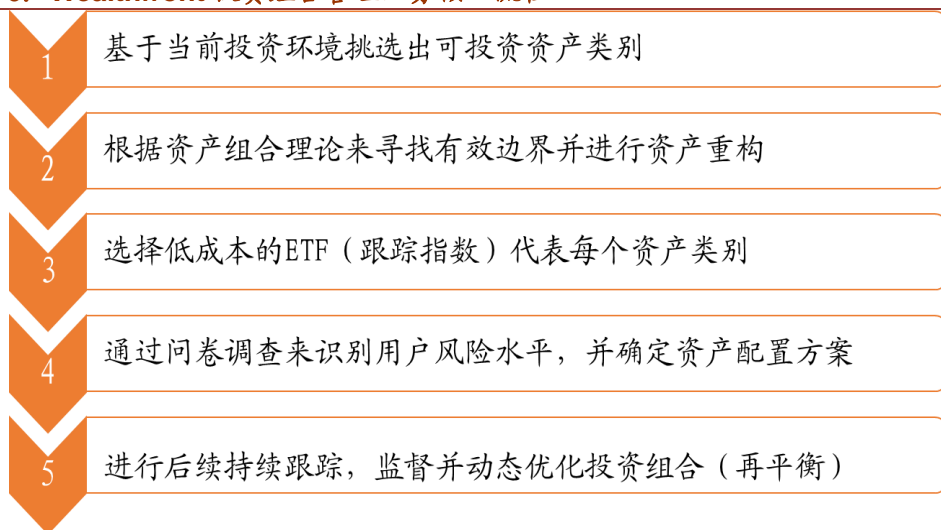 1
基于当前投资环境挑选出可投资资产类别
2
根据资产组合理论来寻找有效边界并进行资产重构
3
选择低成本的ETF（跟踪指数）代表每个资产类别
4
通过问卷调查来识别用户风险水平，并确定资产配置方案
5
进行后续持续跟踪，监督并动态优化投资组合（再平衡）